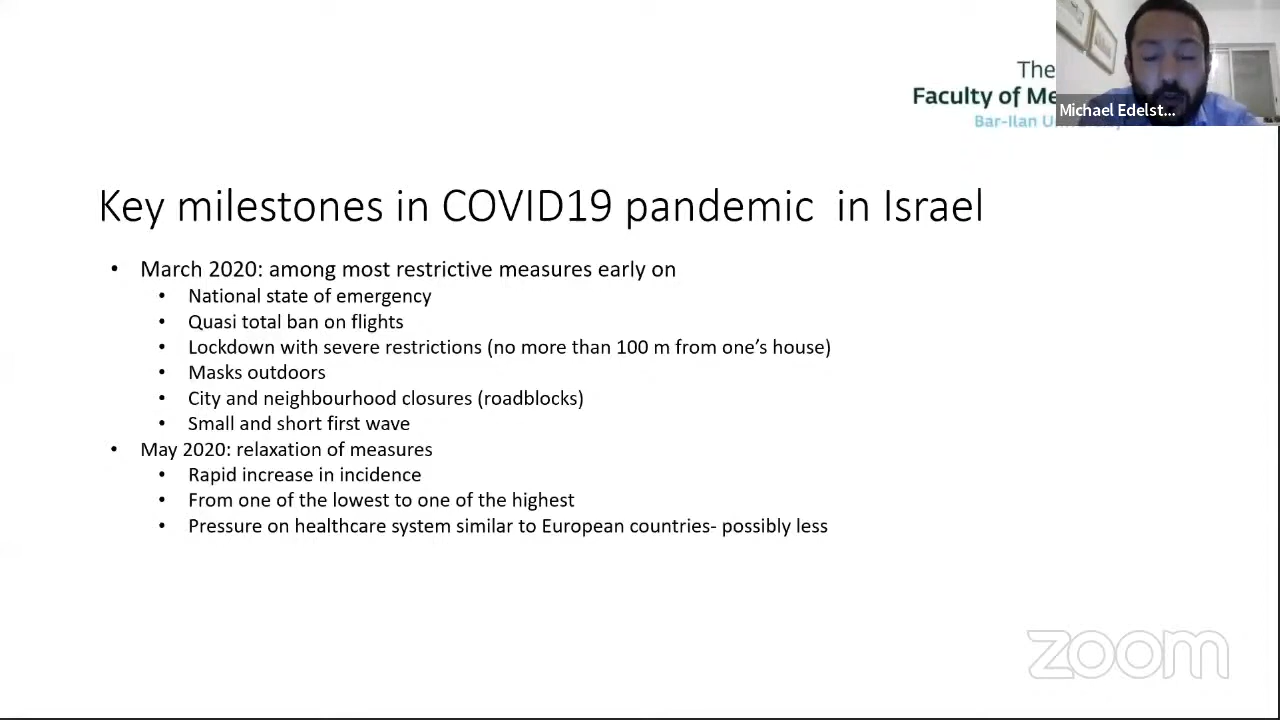 The
Faculty of Me
Bar-Ilan U
Michael Edelst...
Key milestones in COVID19 pandemic in Israel
• March 2020: among most restrictive measures early on
• National state of emergency
• Quasi total ban on flights
• Lockdown with severe restrictions (no more than 100 m from one's house)
• Masks outdoors
• City and neighbourhood closures (roadblocks)
• Small and short first wave
• May 2020: relaxation of measures
• Rapid increase in incidence
• From one of the lowest to one of the highest
• Pressure on healthcare system similar to European countries- possibly less
zoom